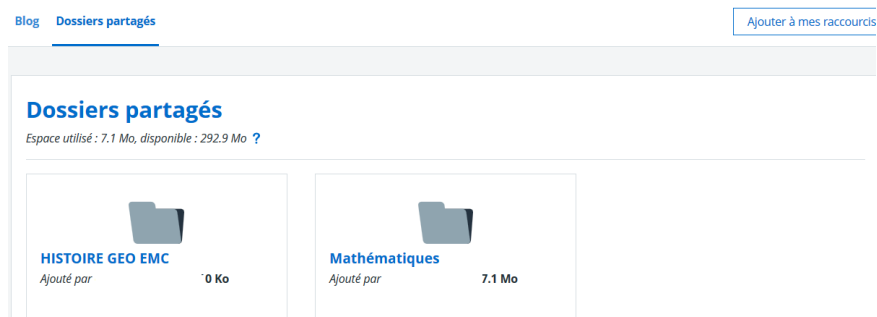 Blog Dossiers partagés Ajouter à mes raccourcis
Dossiers partagés
Espace utilisé : 7.1 Mo, disponible : 292.9 Mo ?
HISTOIRE GEO EMC
Ajouté par 0 Ko
Mathématiques
Ajouté par 7.1 Mo